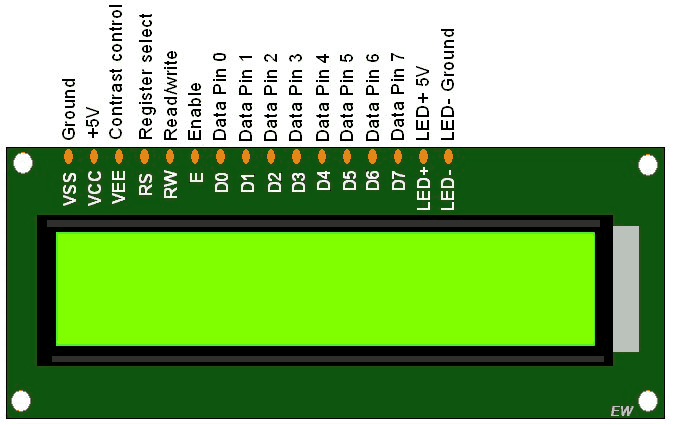 Ground
+5V
Contrast control
Register select
Read/write
Enable
Data Pin 0
Data Pin 1
Data Pin 2
Data Pin 3
Data Pin 4
Data Pin 5
Data Pin 6
Data Pin 7
LED+ 5V
LED- Ground
VSS
VCC
VEE
RS
RW
E
D0
D1
D2
D3
D4
D5
D6
D7
LED+
LED-
EW